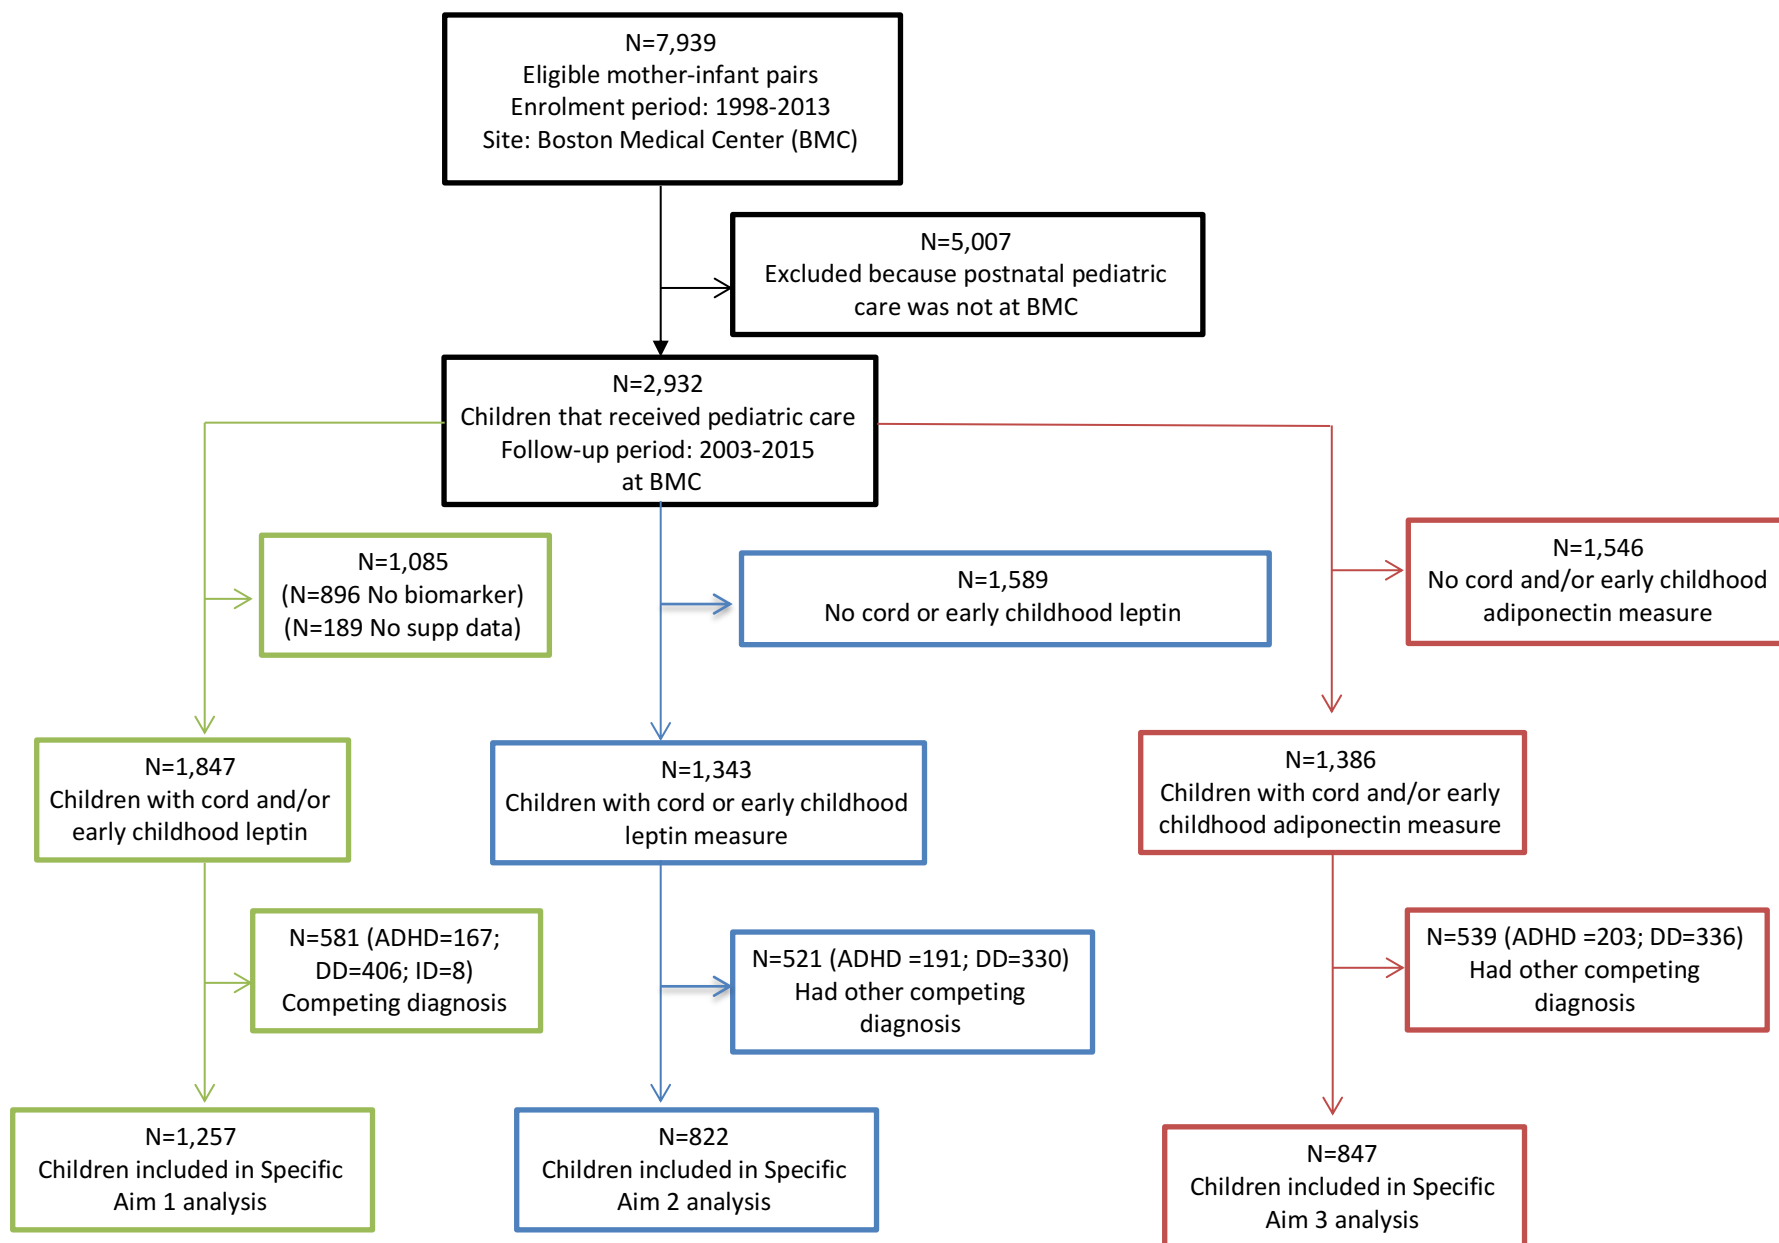 N=7,939
Eligible mother-infant pairs
Enrolment period: 1998-2013
Site: Boston Medical Center (BMC)
N=5,007
Excluded because postnatal pediatric
care was not at BMC
N=2,932
Children that received pediatric care
Follow-up period: 2003-2015
at BMC
N=1,085
(N=896 No biomarker)
(N=189 No supp data)
N=1,589
No cord or early childhood leptin
N=1,546
No cord and/or early childhood
adiponectin measure
N=1,847
Children with cord and/or
early childhood leptin
N=1,343
Children with cord or early childhood
leptin measure
N=1,386
Children with cord and/or early
childhood adiponectin measure
N=581 (ADHD=167;
DD=406; ID=8)
Competing diagnosis
N=521 (ADHD =191; DD=330)
Had other competing
diagnosis
N=539 (ADHD =203; DD=336)
Had other competing
diagnosis
N=1,257
Children included in Specific
Aim 1 analysis
N=822
Children included in Specific
Aim 2 analysis
N=847
Children included in Specific
Aim 3 analysis